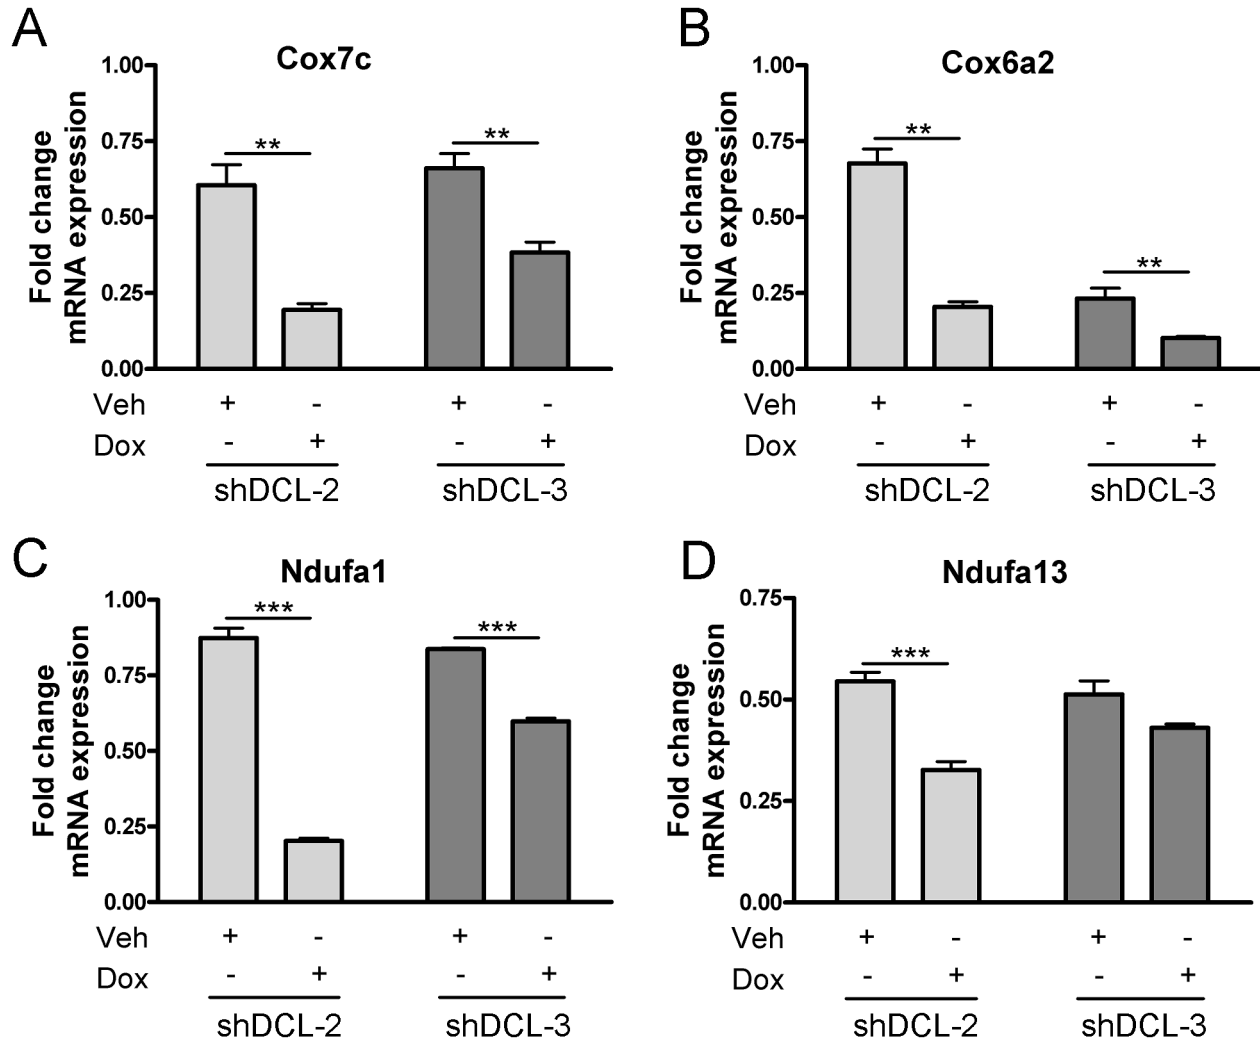 A
Cox7c
Fold change
mRNA expression
1.00
0.75
0.50
0.25
0.00
**
**
Veh + - + -
Dox - + - +
shDCL-2 shDCL-3
B
Cox6a2
Fold change
mRNA expression
1.00
0.75
0.50
0.25
0.00
**
**
+ - + -
- + - +
shDCL-2 shDCL-3
C
Ndufa1
Fold change
mRNA expression
1.00
0.75
0.50
0.25
0.00
***
***
Veh + - + -
Dox - + - +
shDCL-2 shDCL-3
D
Ndufa13
Fold change
mRNA expression
0.75
0.50
0.25
0.00
***
Veh + - + -
Dox - + - +
shDCL-2 shDCL-3